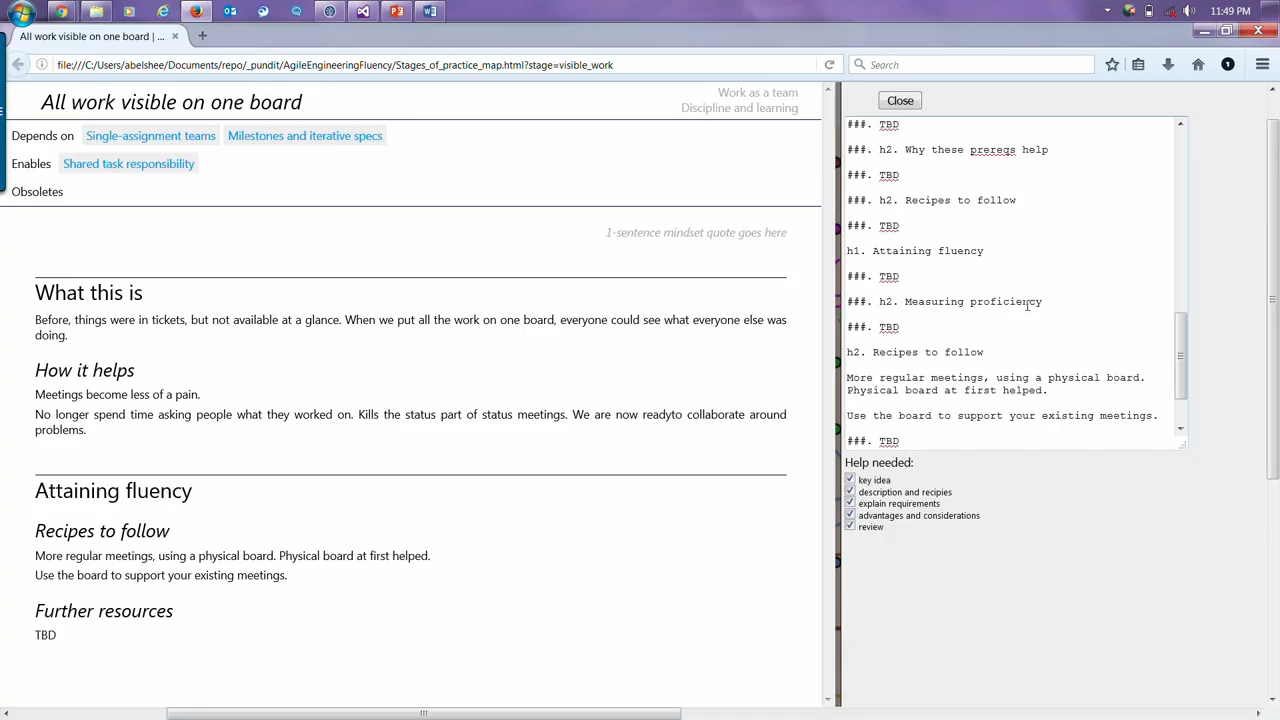 11:49 PM
All work visible on one board | ...
file:///C:/Users/abelshee/Documents/repo/_pundit/AgileEngineeringFluency/Stages_of_practice_map.html?stage=visible_work
Search
1
All work visible on one board
Work as a team
Discipline and learning
Depends on Single-assignment teams Milestones and iterative specs
Enables Shared task responsibility
Obsoletes
1-sentence mindset quote goes here
What this is
Before, things were in tickets, but not available at a glance. When we put all the work on one board, everyone could see what everyone else was
doing.
How it helps
Meetings become less of a pain.
No longer spend time asking people what they worked on. Kills the status part of status meetings. We are now readyto collaborate around
problems.
Attaining fluency
Recipes to follow
More regular meetings, using a physical board. Physical board at first helped.
Use the board to support your existing meetings.
Further resources
TBD
Close
###. TBD
###. h2. Why these prereqs help
###. TBD
###. h2. Recipes to follow
###. TBD
h1. Attaining fluency
###. TBD
###. h2. Measuring proficiency
###. TBD
h2. Recipes to follow
More regular meetings, using a physical board.
Physical board at first helped.
Use the board to support your existing meetings.
###. TBD
Help needed:
key idea
description and recipies
explain requirements
advantages and considerations
review